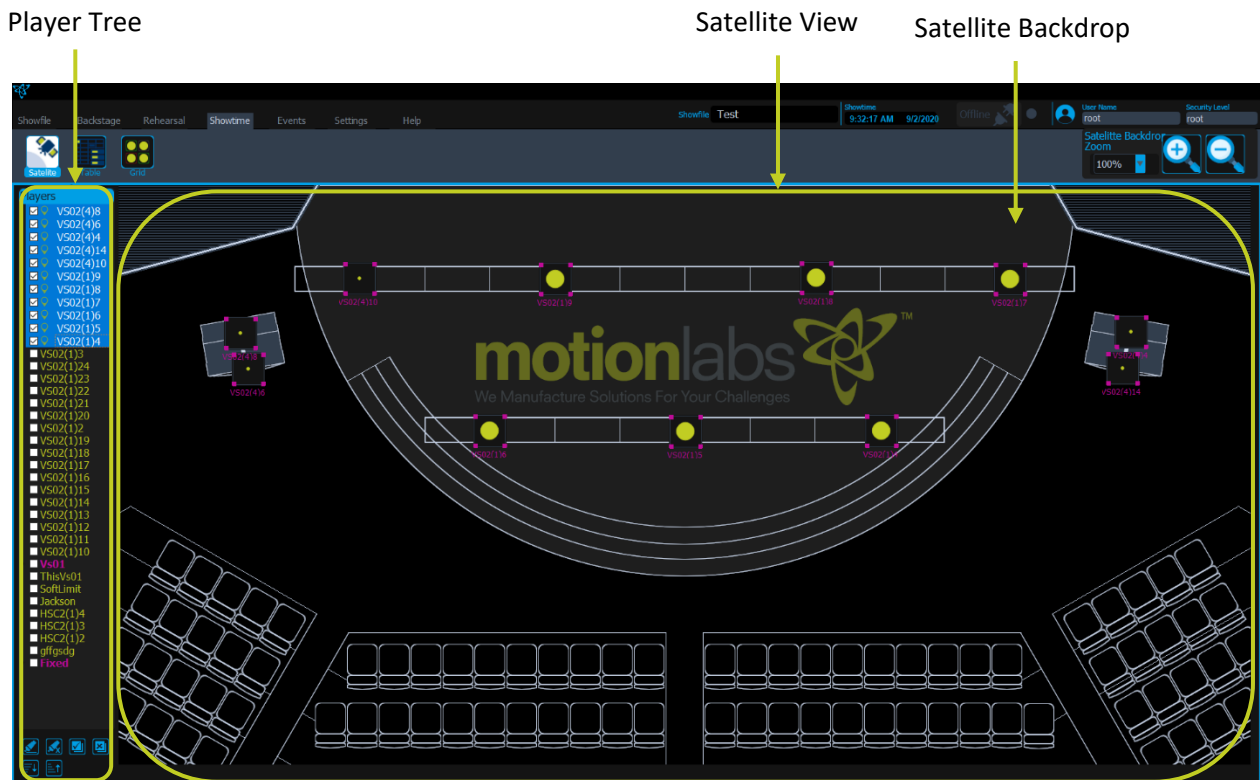 Player Tree
Satellite View
Satellite Backdrop
Showfile
Backstage
Rehearsal
Showtime
Events
Settings
Help
Showfile Test
Showtime
9:32:17 AM 9/2/2020
Offline
User Name
root
Security Level
root
Satelite
Table
Grid
Satelitte Backdrop
Zoom
100%
Players
VS02(4)8
VS02(4)6
VS02(4)4
VS02(4)14
VS02(4)10
VS02(1)9
VS02(1)8
VS02(1)7
VS02(1)6
VS02(1)5
VS02(1)4
VS02(1)3
VS02(1)24
VS02(1)23
VS02(1)22
VS02(1)21
VS02(1)20
VS02(1)2
VS02(1)19
VS02(1)18
VS02(1)17
VS02(1)16
VS02(1)15
VS02(1)14
VS02(1)13
VS02(1)12
VS02(1)11
VS02(1)10
Vs01
ThisVs01
SoftLimit
Jackson
HSC2(1)4
HSC2(1)3
HSC2(1)2
gffgsdg
Fixed
VS02(4)10
VS02(1)9
VS02(1)8
VS02(1)7
motionlabs™
We Manufacture Solutions For Your Challenges
VS02(4)6
VS02(4)14
VS02(1)6
VS02(1)5